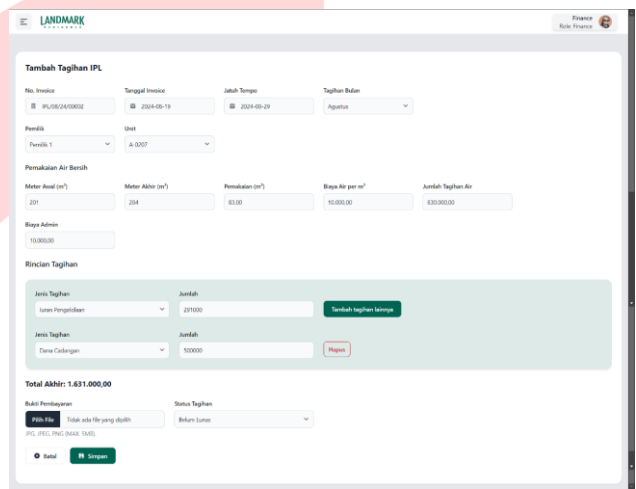 LANDMARK
RESIDENCE
Finance
Role: Finance
Tambah Tagihan IPL
No. Invoice Tanggal Invoice Jatuh Tempo Tagihan Bulan
IPL/08/24/00002 2024-08-19 2024-08-29 Agustus
Pemilik Unit
Pemilik 1 A-0207
Pemakaian Air Bersih
Meter Awal (m³) Meter Akhir (m³) Pemakaian (m³) Biaya Air per m³ Jumlah Tagihan Air
201 284 83.00 10.000,00 830.000,00
Biaya Admin
10.000,00
Rincian Tagihan
Jenis Tagihan Jumlah
Iuran Pengelolaan 291000 Tambah tagihan lainnya
Jenis Tagihan Jumlah
Dana Cadangan 500000 Hapus
Total Akhir: 1.631.000,00
Bukti Pembayaran Status Tagihan
Pilih File Tidak ada file yang dipilih Belum Lunas
JPG, JPEG, PNG (MAX. 5MB).
Batal Simpan